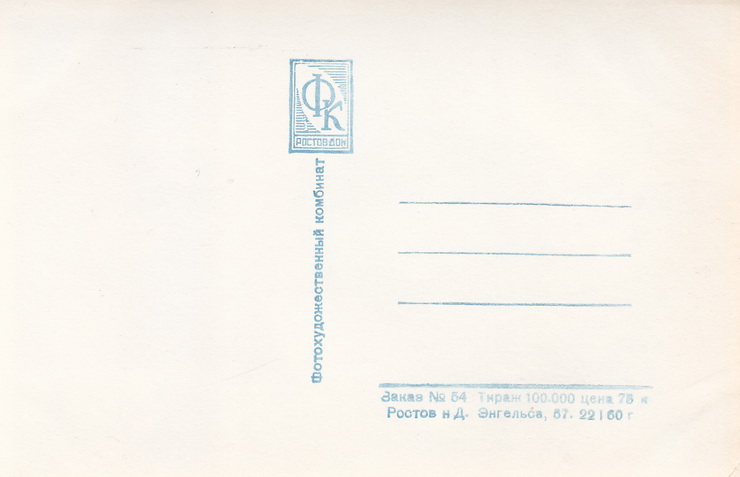 ФК
РОСТОВ ДОН
Фотохудожественный комбинат
Заказ № 54 Тираж 100.000 цена 75 к
Ростов н Д. Энгельса, 57. 22 I 60 г